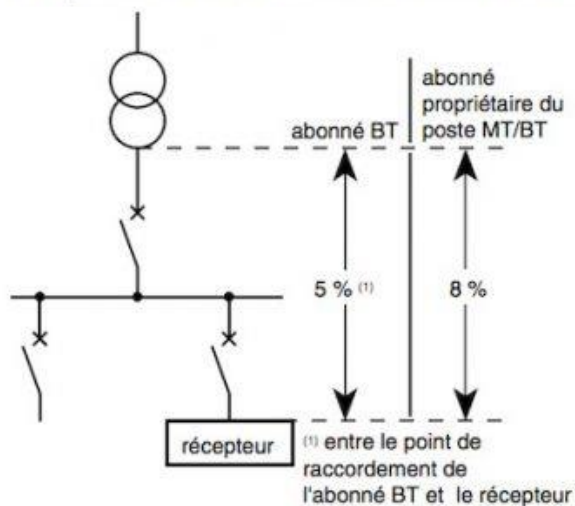 abonné BT
abonné
propriétaire du
poste MT/BT
5 % (1)
8 %
récepteur
(1) entre le point de
raccordement de
l'abonné BT et le récepteur